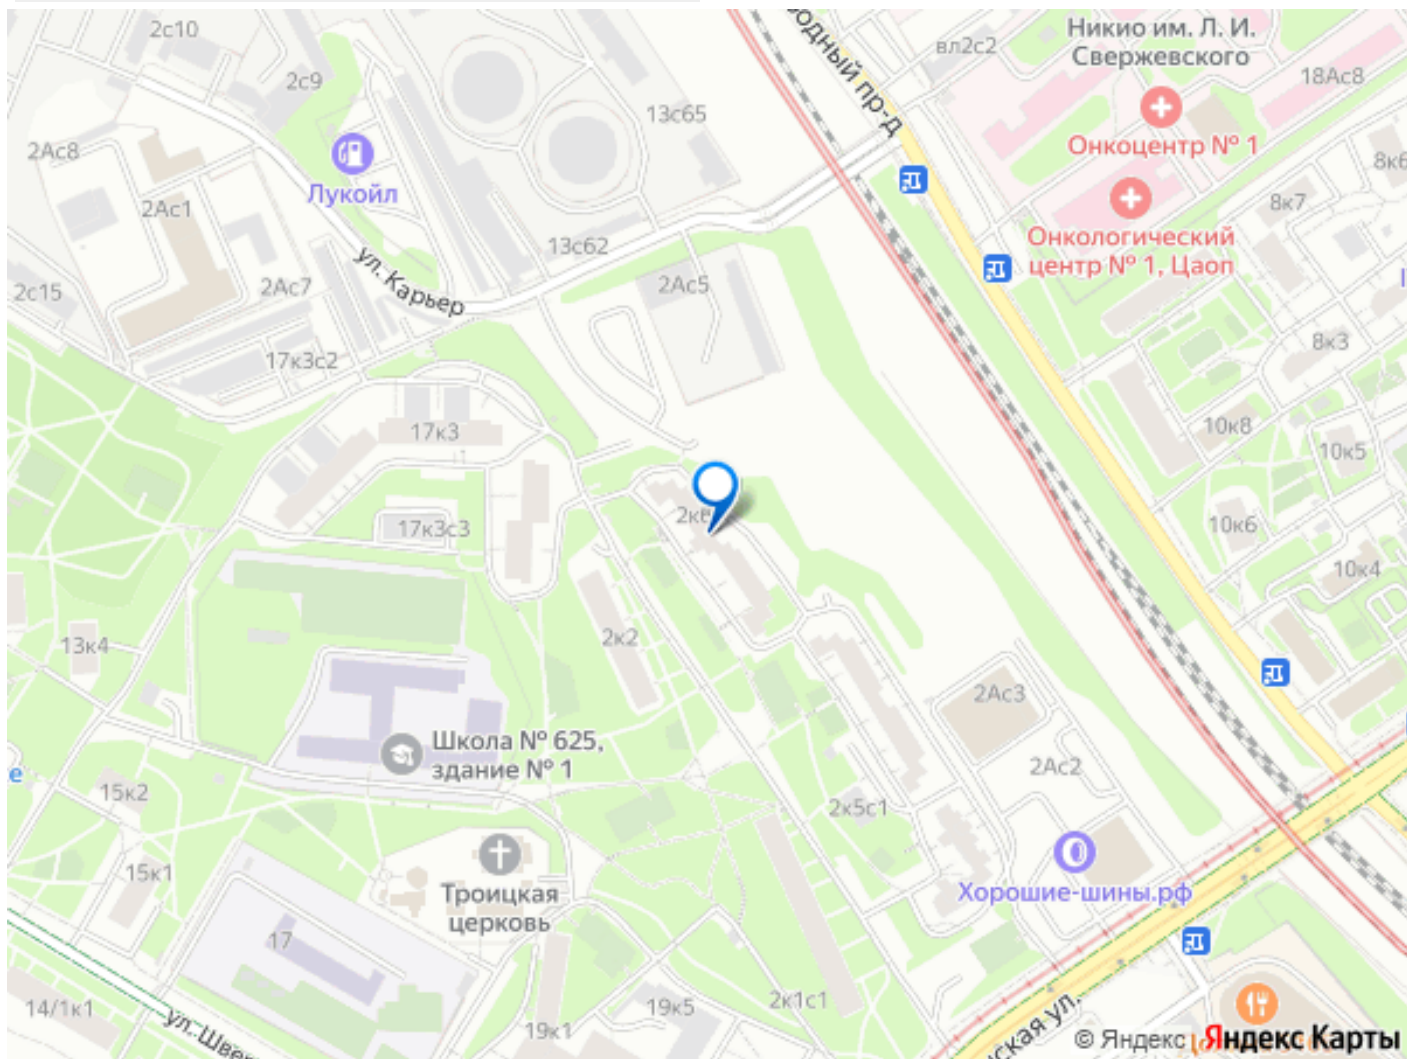 2с10
одный пр-д
вл2с2
Никио им. Л. И.
Свержевского
18Ас8
2с9
13с65
2Ас8
Лукойл
Онкоцентр № 1
8к6
2Ас1
8к7
Онкологический
центр № 1, Цаоп
13с62
ул. Карьер
2Ас7
2Ас5
2с15
8к3
17к3с2
17к3
10к8
10к5
17к3с3
10к6
10к4
2к2
13к4
2Ас3
Школа № 625,
здание № 1
2Ас2
е
15к2
2к5с1
15к1
Троицкая
церковь
Хорошие-шины.рф
17
14/1к1
ул. Швер
19к1
19к5
2к1с1
нская ул.
© Яндекс
Яндекс Карты